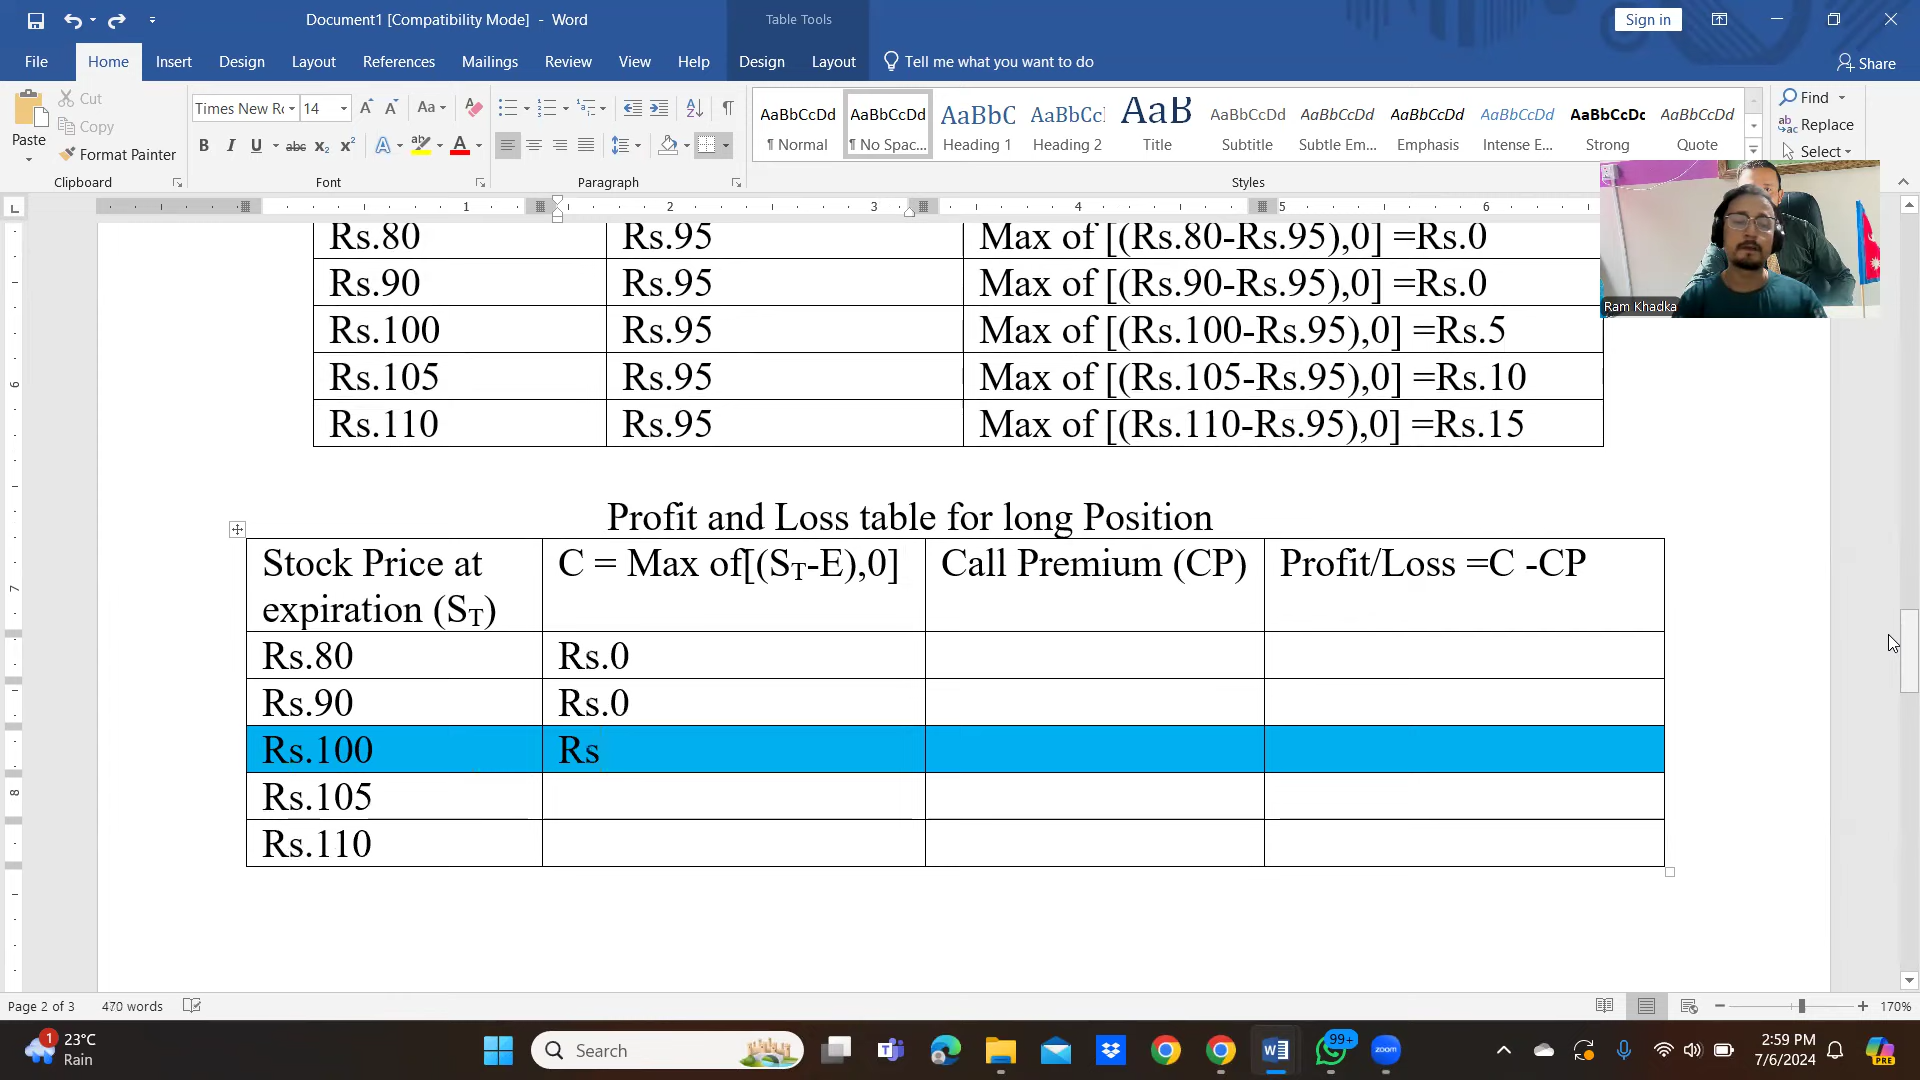 Document1 [Compatibility Mode] - Word
Table Tools
Sign in
File Home Insert Design Layout References Mailings Review View Help Design Layout Tell me what you want to do
Share
Cut
Copy
Paste
Format Painter
Clipboard
Times New Ro 14
Font
Paragraph
AaBbCcDd AaBbCcDd AaBbC AaBbCc AaB AaBbCcDd AaBbCcDd AaBbCcDd AaBbCcDd AaBbCcDc AaBbCcDd
¶ Normal ¶ No Spac... Heading 1 Heading 2 Title Subtitle Subtle Em... Emphasis Intense E... Strong Quote
Styles
Find
Replace
Select
Ram Khadka
Rs.80 Rs.95 Max of [(Rs.80-Rs.95),0] =Rs.0
Rs.90 Rs.95 Max of [(Rs.90-Rs.95),0] =Rs.0
Rs.100 Rs.95 Max of [(Rs.100-Rs.95),0] =Rs.5
Rs.105 Rs.95 Max of [(Rs.105-Rs.95),0] =Rs.10
Rs.110 Rs.95 Max of [(Rs.110-Rs.95),0] =Rs.15
Profit and Loss table for long Position
Stock Price at C = Max of[(S_T-E),0] Call Premium (CP) Profit/Loss =C -CP
expiration (S_T)
Rs.80 Rs.0
Rs.90 Rs.0
Rs.100 Rs
Rs.105
Rs.110
Page 2 of 3 470 words
170%
1 23°C
Rain
Search
99+
zoom
2:59 PM
7/6/2024
PRE